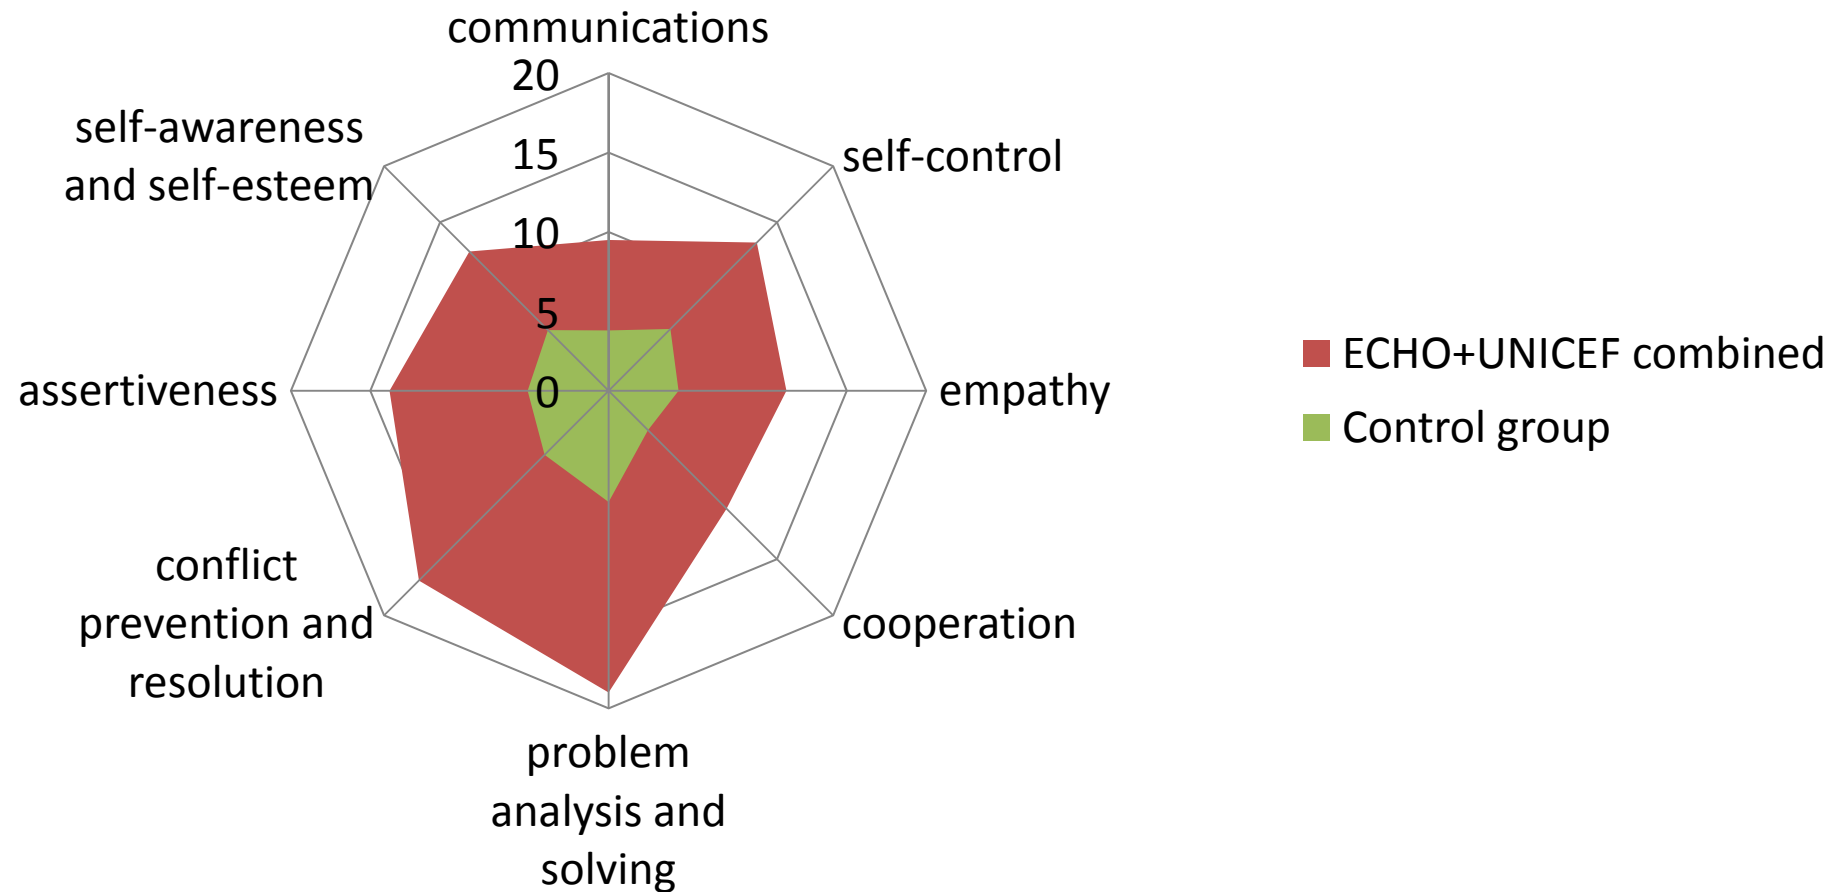 communications
20
15
10
5
0
self-control
empathy
cooperation
problem
analysis and
solving
conflict
prevention and
resolution
assertiveness
self-awareness
and self-esteem
ECHO+UNICEF combined
Control group